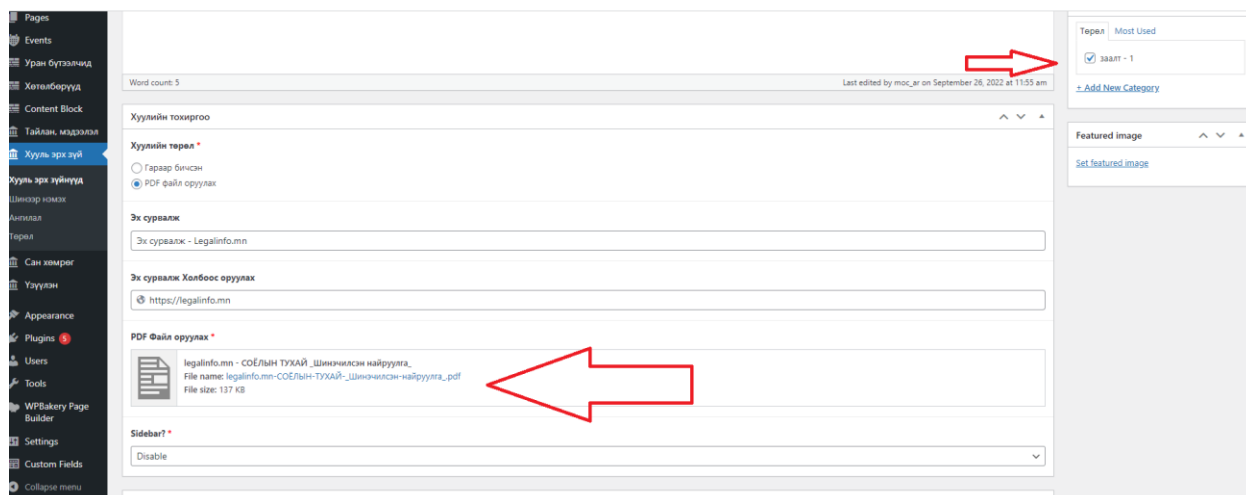 Pages
Events
Уран бүтээлчид
Хөтөлбөрүүд
Content Block
Тайлан, мэдээлэл
Хууль эрх зүй
Хууль эрх зүйнүүд
Шинээр нэмэх
Ангилал
Төрөл
Сан хөмрөг
Үзүүлэн
Appearance
Plugins 5
Users
Tools
WPBakery Page
Builder
Settings
Custom Fields
Collapse menu
Word count: 5
Last edited by moc_ar on September 26, 2022 at 11:55 am
Хуулийн тохиргоо
Хуулийн төрөл *
Гараар бичсэн
PDF файл оруулах
Эх сурвалж
Эх сурвалж - Legalinfo.mn
Эх сурвалж Холбоос оруулах
https://legalinfo.mn
PDF Файл оруулах *
legalinfo.mn - СОЁЛЫН ТУХАЙ _Шинэчилсэн найруулга_
File name: legalinfo.mn-СОЁЛЫН-ТУХАЙ-_Шинэчилсэн-найруулга_.pdf
File size: 137 KB
Sidebar? *
Disable
Төрөл Most Used
заалт - 1
+ Add New Category
Featured image
Set featured image